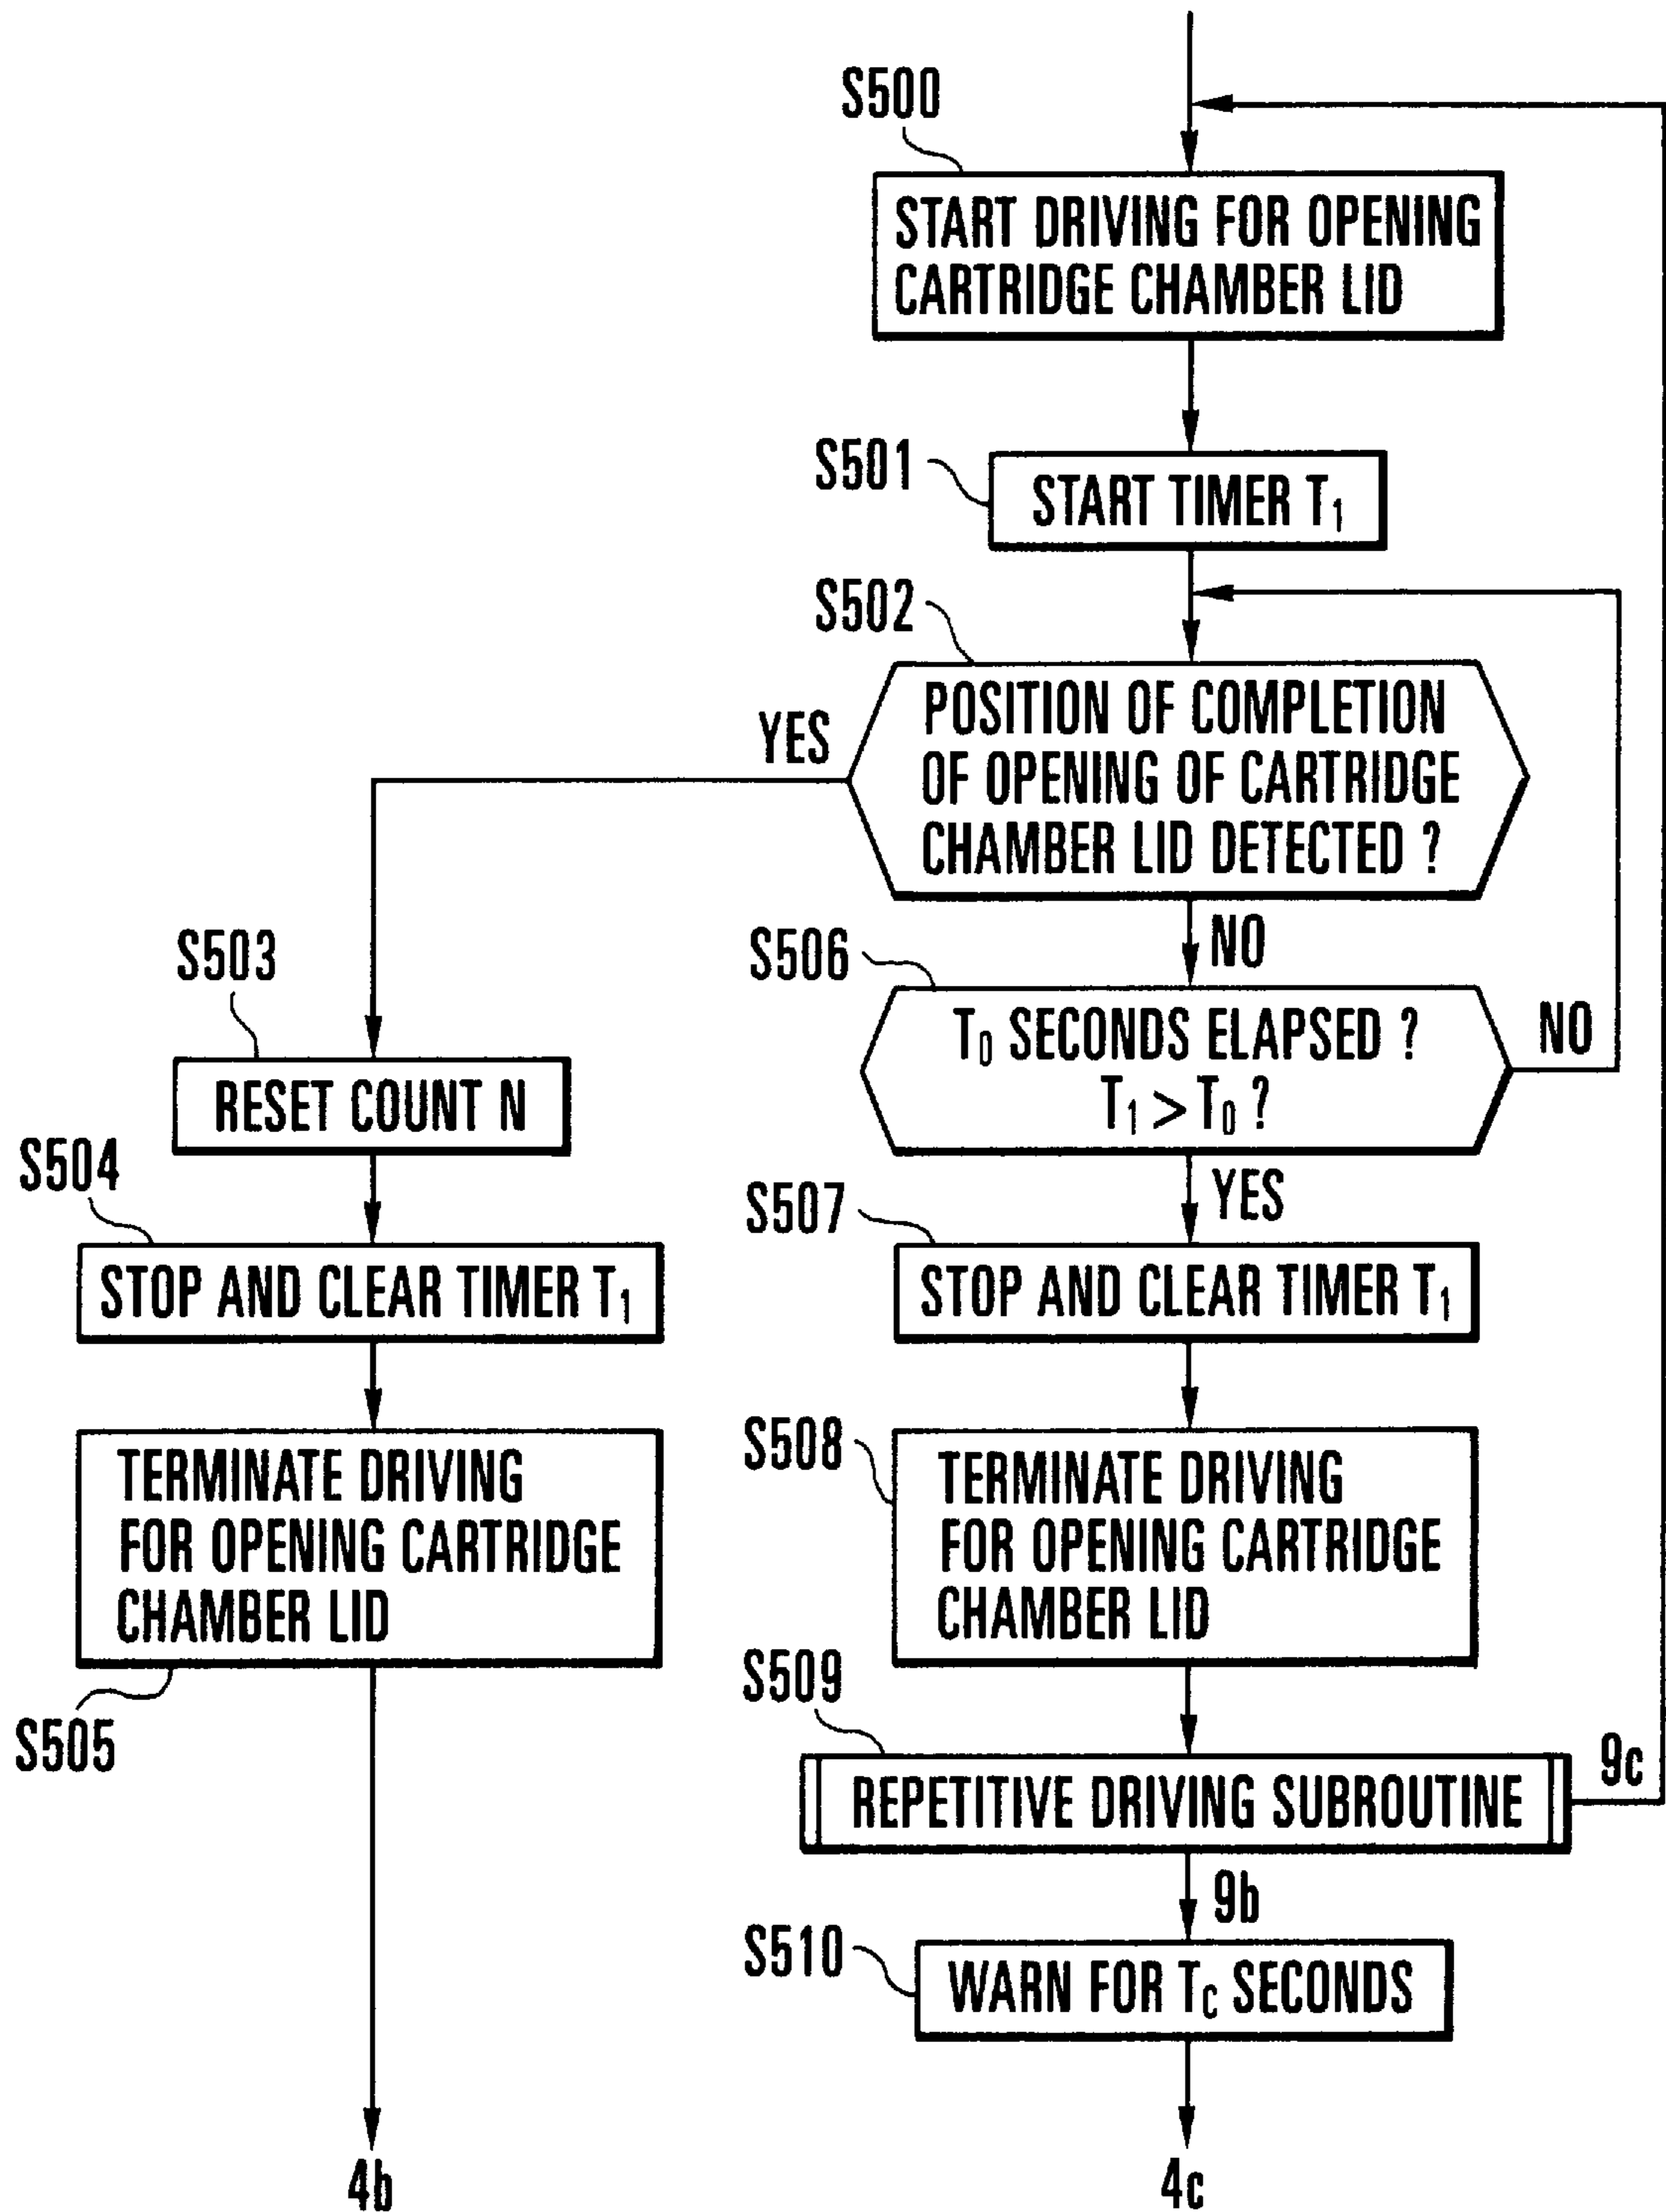 S500
START DRIVING FOR OPENING
CARTRIDGE CHAMBER LID
S501
START TIMER T₁
S502
POSITION OF COMPLETION
OF OPENING OF CARTRIDGE
CHAMBER LID DETECTED ?
YES
NO
S503
RESET COUNT N
S504
STOP AND CLEAR TIMER T₁
TERMINATE DRIVING
FOR OPENING CARTRIDGE
CHAMBER LID
S505
4b
S506
T₀ SECONDS ELAPSED ?
T₁ > T₀ ?
NO
YES
S507
STOP AND CLEAR TIMER T₁
S508
TERMINATE DRIVING
FOR OPENING CARTRIDGE
CHAMBER LID
S509
REPETITIVE DRIVING SUBROUTINE
9c
9b
S510
WARN FOR TC SECONDS
4c